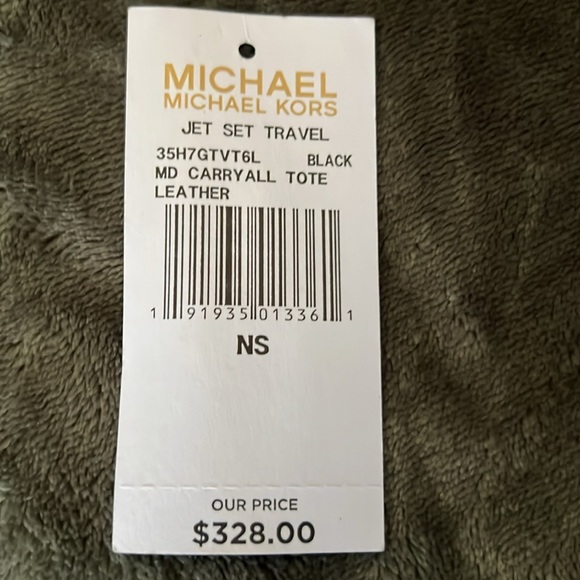 MICHAEL
MICHAEL KORS
JET SET TRAVEL
35H7GTVT6L BLACK
MD CARRYALL TOTE
LEATHER
1 91935 01336 1
NS
OUR PRICE
$328.00